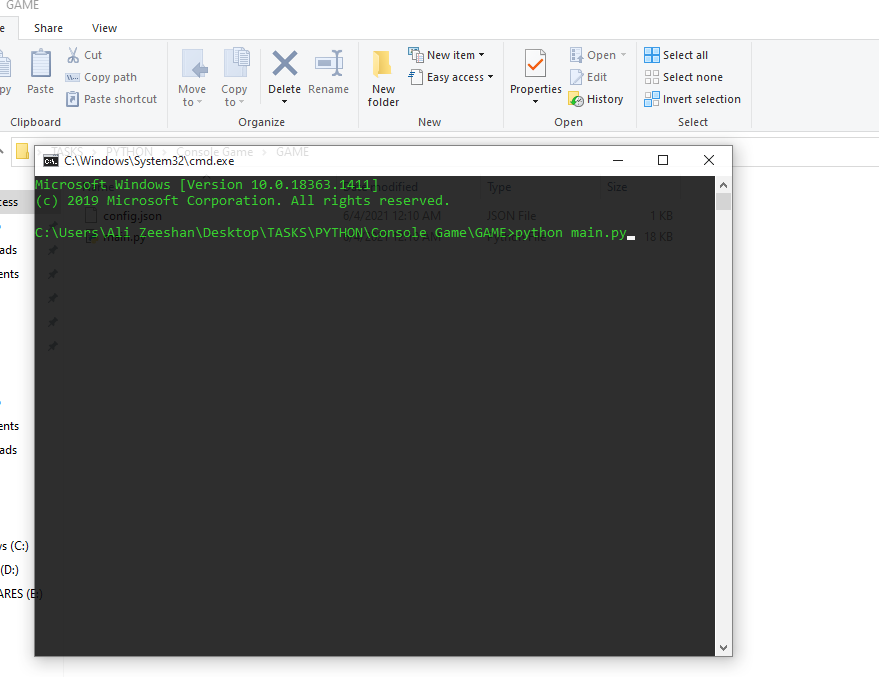 GAME
e Share View
py
Paste
Cut
Copy path
Paste shortcut
Move to
Copy to
Delete
Rename
New folder
New item
Easy access
Properties
Open
Edit
History
Select all
Select none
Invert selection
Clipboard Organize New Open Select
TASKS › PYTHON › Console Game › GAME
C:\Windows\System32\cmd.exe
Microsoft Windows [Version 10.0.18363.1411]
(c) 2019 Microsoft Corporation. All rights reserved.
C:\Users\Ali Zeeshan\Desktop\TASKS\PYTHON\Console Game\GAME>python main.py
modified Type Size
config.json 6/4/2021 12:10 AM JSON File 1 KB
main.py 18 KB
cess
ads
ents
ents
ads
ws (C:)
(D:)
ARES (E:)